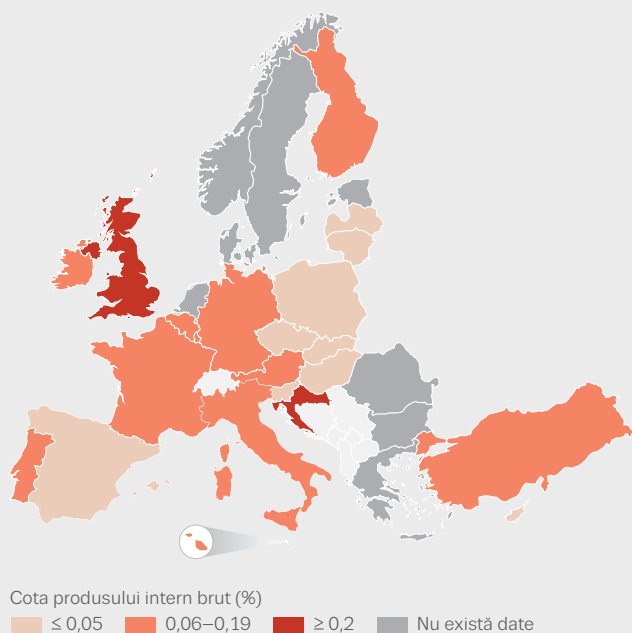 Cota produsului intern brut (%)
≤ 0,05 0,06–0,19 ≥ 0,2 Nu există date